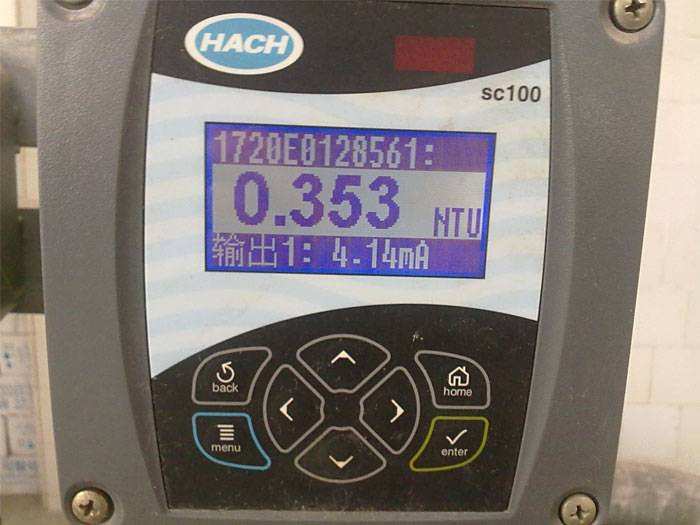 HACH
sc100
1720E0128561:
0.353 NTU
输出1: 4.14mA
back
home
menu
enter